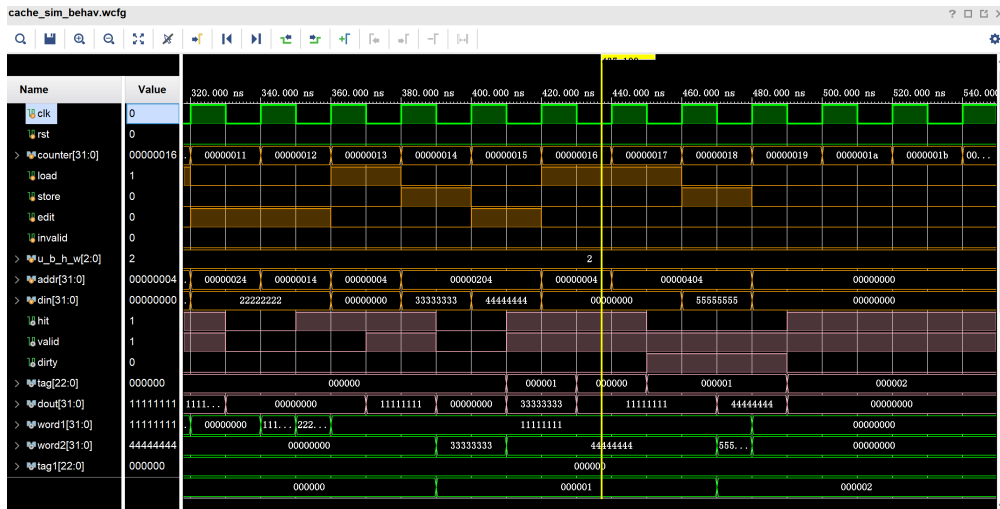 cache_sim_behav.wcfg
Name Value
320.000 ns 340.000 ns 360.000 ns 380.000 ns 400.000 ns 420.000 ns 440.000 ns 460.000 ns 480.000 ns 500.000 ns 520.000 ns 540.000
clk 0
rst 0
counter[31:0] 00000016 00000011 00000012 00000013 00000014 00000015 00000016 00000017 00000018 00000019 0000001a 0000001b 00...
load 1
store 0
edit 0
invalid 0
u_b_h_w[2:0] 2 2
addr[31:0] 00000004 00000024 00000014 00000004 00000204 00000004 00000404 00000000
din[31:0] 00000000 22222222 00000000 33333333 44444444 00000000 55555555 00000000
hit 1
valid 1
dirty 0
tag[22:0] 000000 000000 000001 000000 000001 000002
dout[31:0] 11111111 1111... 00000000 11111111 00000000 33333333 11111111 44444444 00000000
word1[31:0] 11111111 00000000 111... 222... 11111111 00000000
word2[31:0] 44444444 00000000 33333333 44444444 555... 00000000
tag1[22:0] 000000 000000
000000 000001 000002